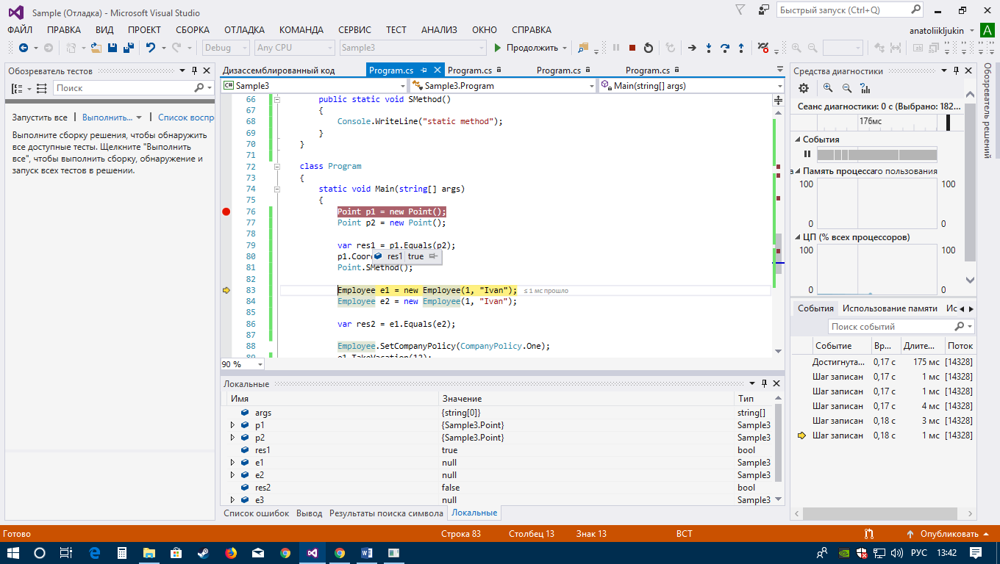 Sample (Отладка) - Microsoft Visual Studio
Быстрый запуск (Ctrl+Q)
ФАЙЛ ПРАВКА ВИД ПРОЕКТ СБОРКА ОТЛАДКА КОМАНДА СЕРВИС ТЕСТ АНАЛИЗ ОКНО СПРАВКА
anatoliikljukin A
Debug Any CPU Sample3 Продолжить
Обозреватель тестов
Поиск
Запустить все | Выполнить... | Список воспр
Выполните сборку решения, чтобы обнаружить
все доступные тесты. Щелкните "Выполнить
все", чтобы выполнить сборку, обнаружение и
запуск всех тестов в решении.
Дизассемблированный код Program.cs Program.cs Program.cs Program.cs
C# Sample3 Sample3.Program Main(string[] args)
66 public static void SMethod()
67 {
68 Console.WriteLine("static method");
69 }
70 }
71
72 class Program
73 {
74 static void Main(string[] args)
75 {
76 Point p1 = new Point();
77 Point p2 = new Point();
78
79 var res1 = p1.Equals(p2);
80 p1.Coor
res1 true
81 Point.SMethod();
82
83 Employee e1 = new Employee(1, "Ivan"); ≤ 1 мс прошло
84 Employee e2 = new Employee(1, "Ivan");
85
86 var res2 = e1.Equals(e2);
87
88 Employee.SetCompanyPolicy(CompanyPolicy.One);
89 e1.TakeVacation(12);
90 %
Локальные
Имя Значение Тип
args {string[0]} string[]
p1 {Sample3.Point} Sample3
p2 {Sample3.Point} Sample3
res1 true bool
e1 null Sample3
e2 null Sample3
res2 false bool
e3 null Sample3
Список ошибок Вывод Результаты поиска символа Локальные
Средства диагностики
Сеанс диагностики: 0 с (Выбрано: 182...
176мс
События
а Память процессаго пользования
100 100
0 0
ЦП (% всех процессоров)
100 100
0 0
События Использование памяти Ис
Поиск событий
Событие Вр... Длите... Поток
Достигнута... 0,17 с 175 мс [14328]
Шаг записан 0,17 с 1 мс [14328]
Шаг записан 0,17 с 1 мс [14328]
Шаг записан 0,17 с 4 мс [14328]
Шаг записан 0,18 с 3 мс [14328]
Шаг записан 0,18 с 1 мс [14328]
Обозреватель решений
Готово Строка 83 Столбец 13 Знак 13 ВСТ Опубликовать
РУС 13:42